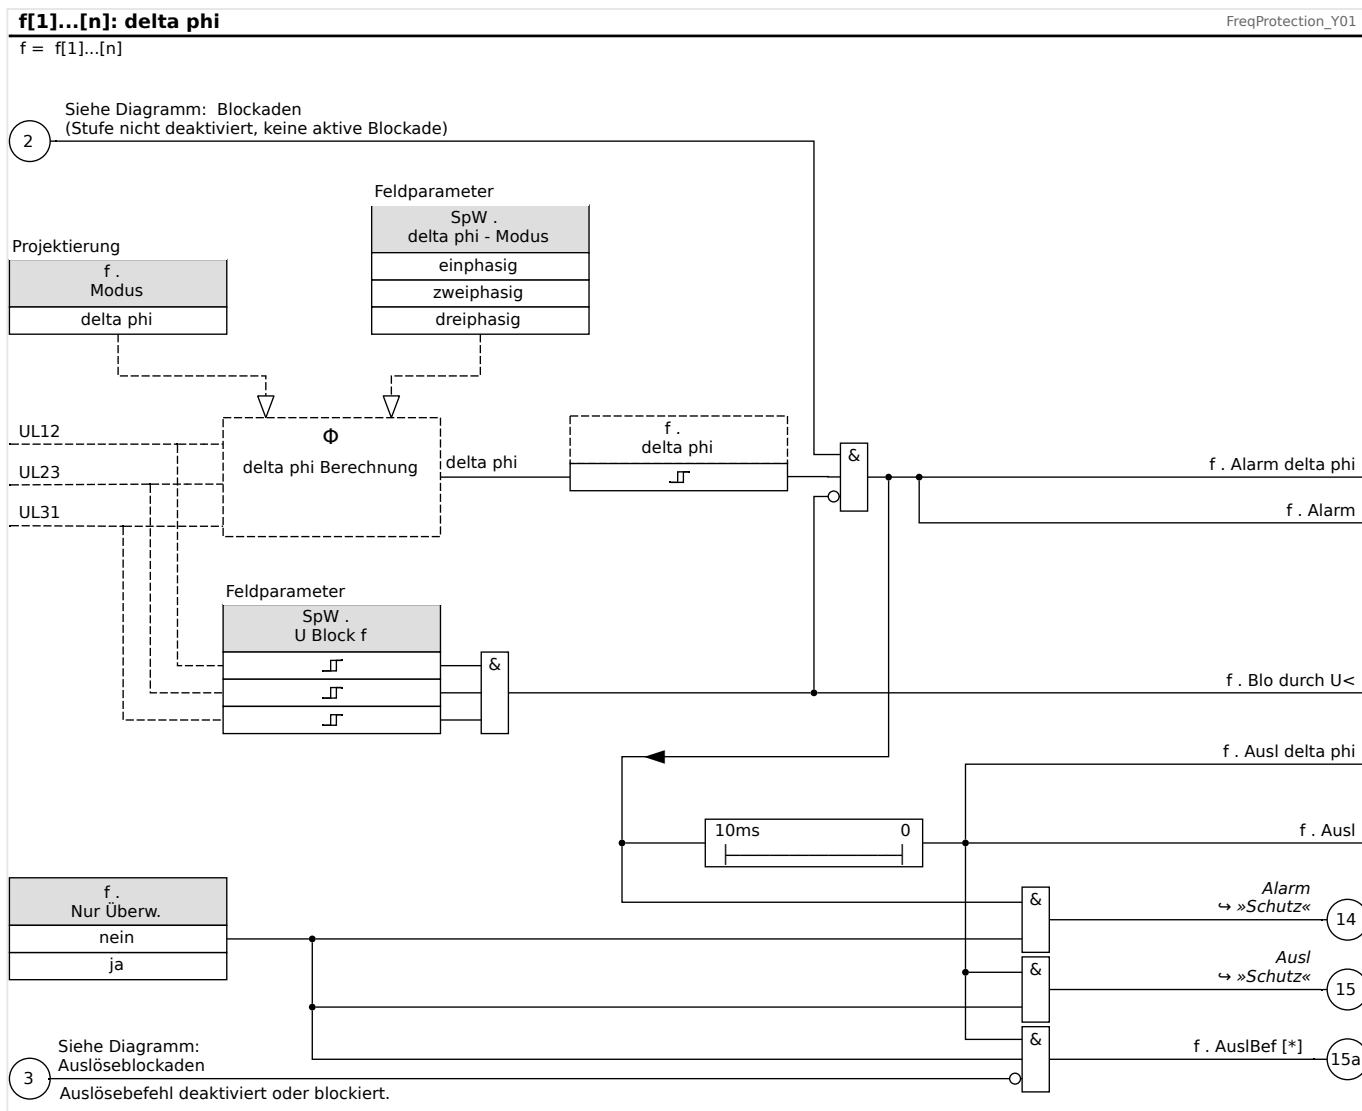 f[1]...[n]: delta phi
FreqProtection_Y01
f = f[1]...[n]
Siehe Diagramm: Blockaden
(Stufe nicht deaktiviert, keine aktive Blockade)
2
Feldparameter
SpW .
delta phi - Modus
einphasig
zweiphasig
dreiphasig
Projektierung
f .
Modus
delta phi
UL12
UL23
UL31
Φ
delta phi Berechnung
delta phi
f .
delta phi
&
f . Alarm delta phi
f . Alarm
Feldparameter
SpW .
U Block f
&
f . Blo durch U<
f . Ausl delta phi
10ms 0
f . Ausl
f .
Nur Überw.
nein
ja
&
Alarm
↪ »Schutz«
14
&
Ausl
↪ »Schutz«
15
&
f . AuslBef [*]
15a
Siehe Diagramm:
Auslöseblockaden
3
Auslösebefehl deaktiviert oder blockiert.